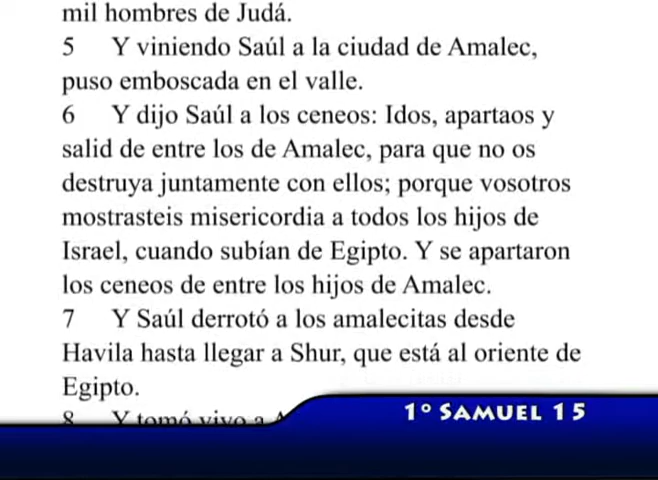 mil hombres de Judá.
5 Y viniendo Saúl a la ciudad de Amalec,
puso emboscada en el valle.
6 Y dijo Saúl a los ceneos: Idos, apartaos y
salid de entre los de Amalec, para que no os
destruya juntamente con ellos; porque vosotros
mostrasteis misericordia a todos los hijos de
Israel, cuando subían de Egipto. Y se apartaron
los ceneos de entre los hijos de Amalec.
7 Y Saúl derrotó a los amalecitas desde
Havila hasta llegar a Shur, que está al oriente de
Egipto.
8 Y tomó vivo a
1° SAMUEL 15